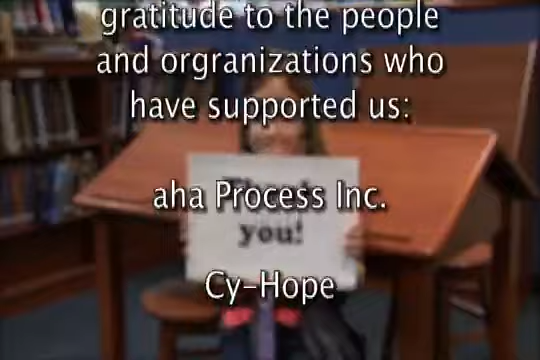 gratitude to the people
and orgranizations who
have supported us:
aha Process Inc.
you!
Cy-Hope